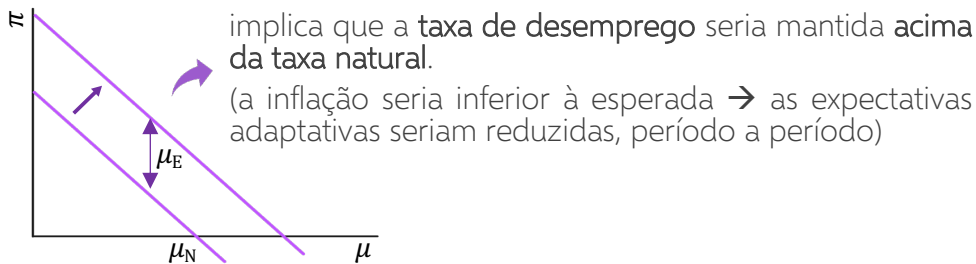 π
implica que a taxa de desemprego seria mantida acima
da taxa natural.
(a inflação seria inferior à esperada → as expectativas
adaptativas seriam reduzidas, período a período)
μE
μN
μ